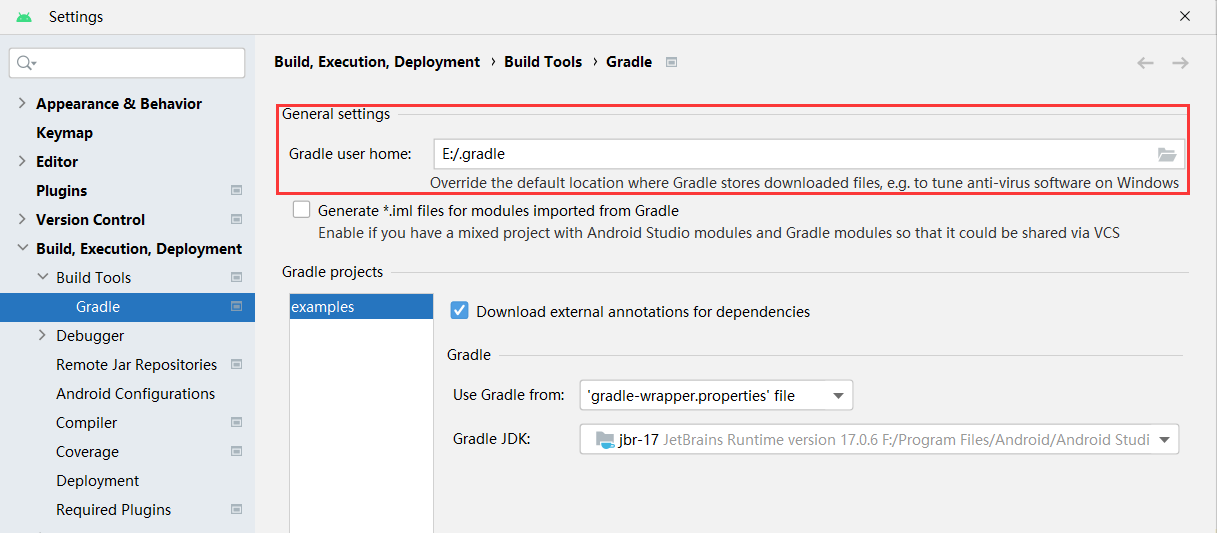 Settings
Build, Execution, Deployment › Build Tools › Gradle
Appearance & Behavior
Keymap
Editor
Plugins
Version Control
Build, Execution, Deployment
Build Tools
Gradle
Debugger
Remote Jar Repositories
Android Configurations
Compiler
Coverage
Deployment
Required Plugins
General settings
Gradle user home: E:/.gradle
Override the default location where Gradle stores downloaded files, e.g. to tune anti-virus software on Windows
Generate *.iml files for modules imported from Gradle
Enable if you have a mixed project with Android Studio modules and Gradle modules so that it could be shared via VCS
Gradle projects
examples
Download external annotations for dependencies
Gradle
Use Gradle from: 'gradle-wrapper.properties' file
Gradle JDK: jbr-17 JetBrains Runtime version 17.0.6 F:/Program Files/Android/Android Studi